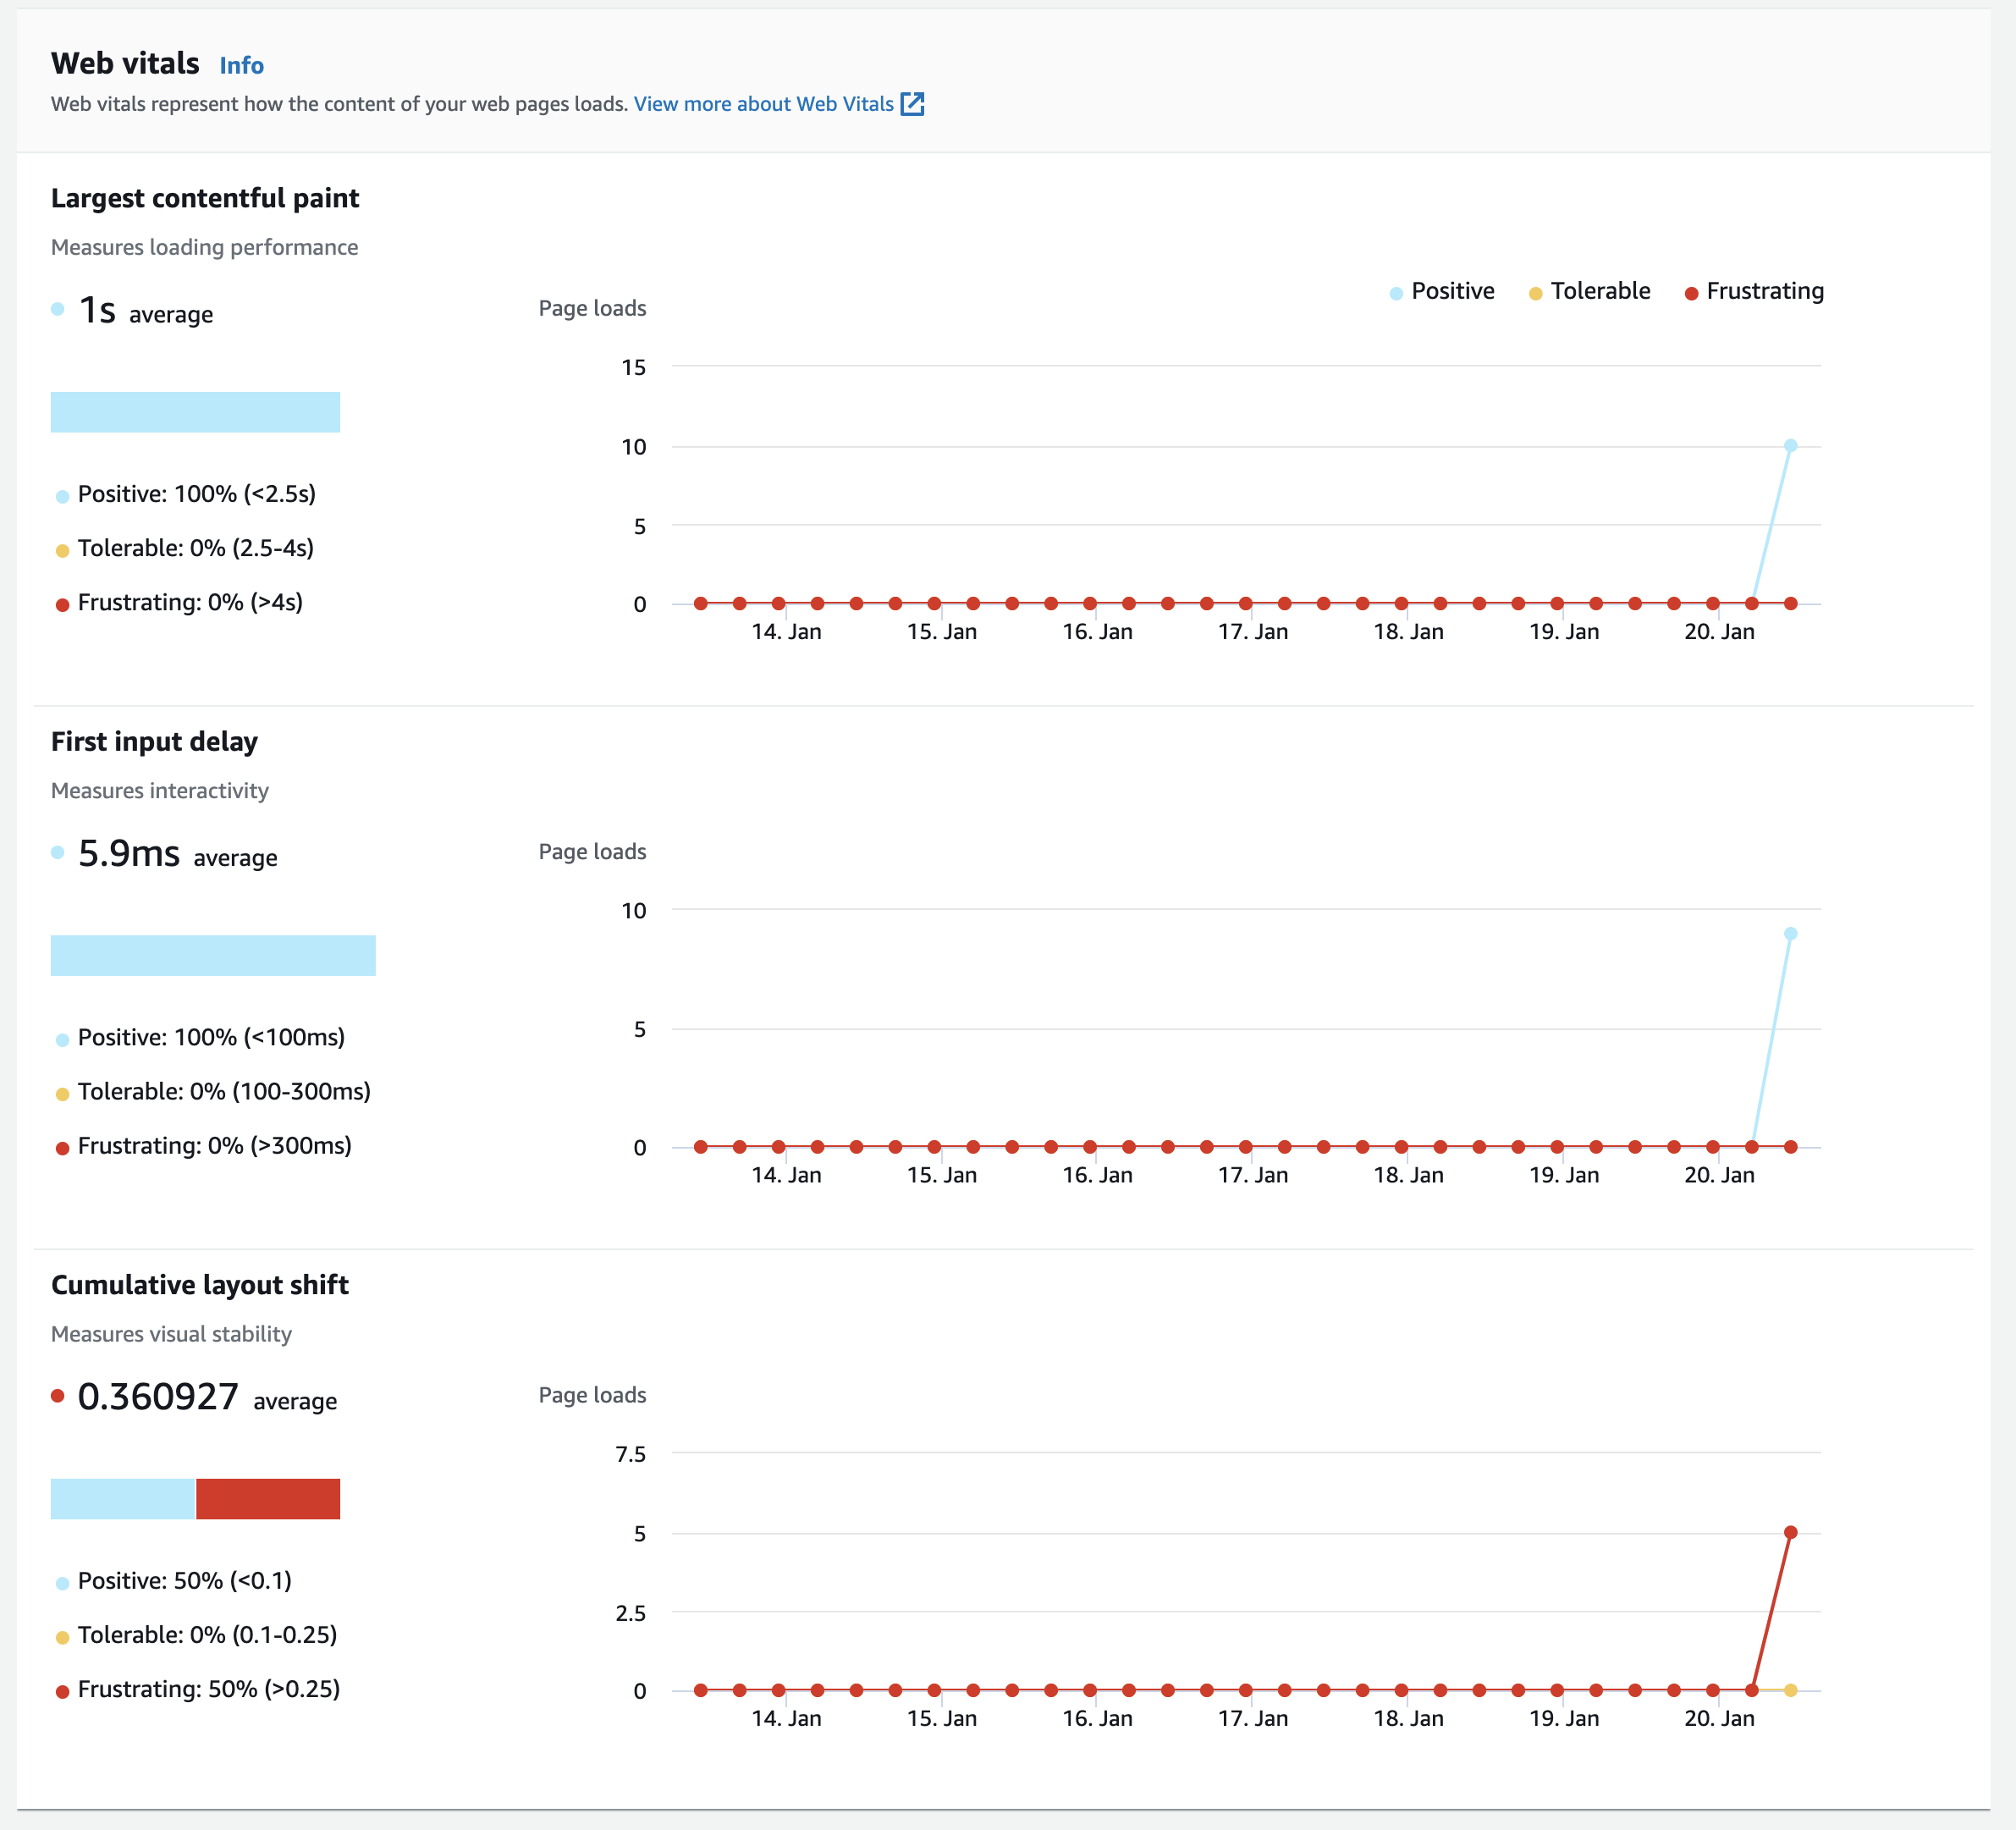 Web vitals Info
Web vitals represent how the content of your web pages loads. View more about Web Vitals
Largest contentful paint
Measures loading performance
1s average
Page loads
Positive Tolerable Frustrating
15
10
5
0
14. Jan 15. Jan 16. Jan 17. Jan 18. Jan 19. Jan 20. Jan
Positive: 100% (<2.5s)
Tolerable: 0% (2.5-4s)
Frustrating: 0% (>4s)
First input delay
Measures interactivity
5.9ms average
Page loads
10
5
0
14. Jan 15. Jan 16. Jan 17. Jan 18. Jan 19. Jan 20. Jan
Positive: 100% (<100ms)
Tolerable: 0% (100-300ms)
Frustrating: 0% (>300ms)
Cumulative layout shift
Measures visual stability
0.360927 average
Page loads
7.5
5
2.5
0
14. Jan 15. Jan 16. Jan 17. Jan 18. Jan 19. Jan 20. Jan
Positive: 50% (<0.1)
Tolerable: 0% (0.1-0.25)
Frustrating: 50% (>0.25)